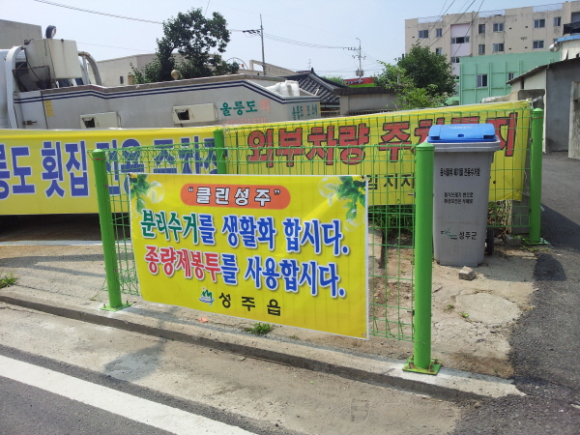 울릉도
릉도 횟집 전용 주차장
외부차량 주차금지
"클린성주"
분리수거를 생활화 합시다.
종량제봉투를 사용합시다.
성주읍
성주군